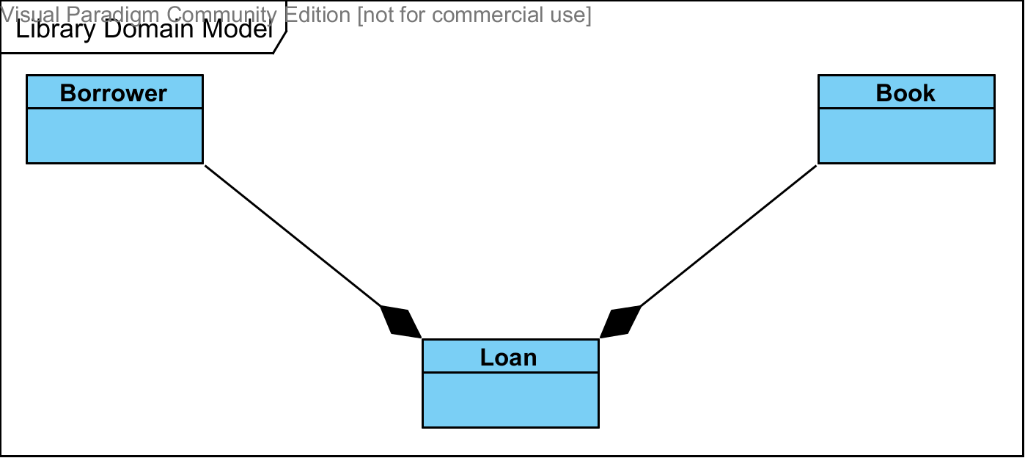 Visual Paradigm Community Edition [not for commercial use]
Library Domain Model
Borrower
Book
Loan